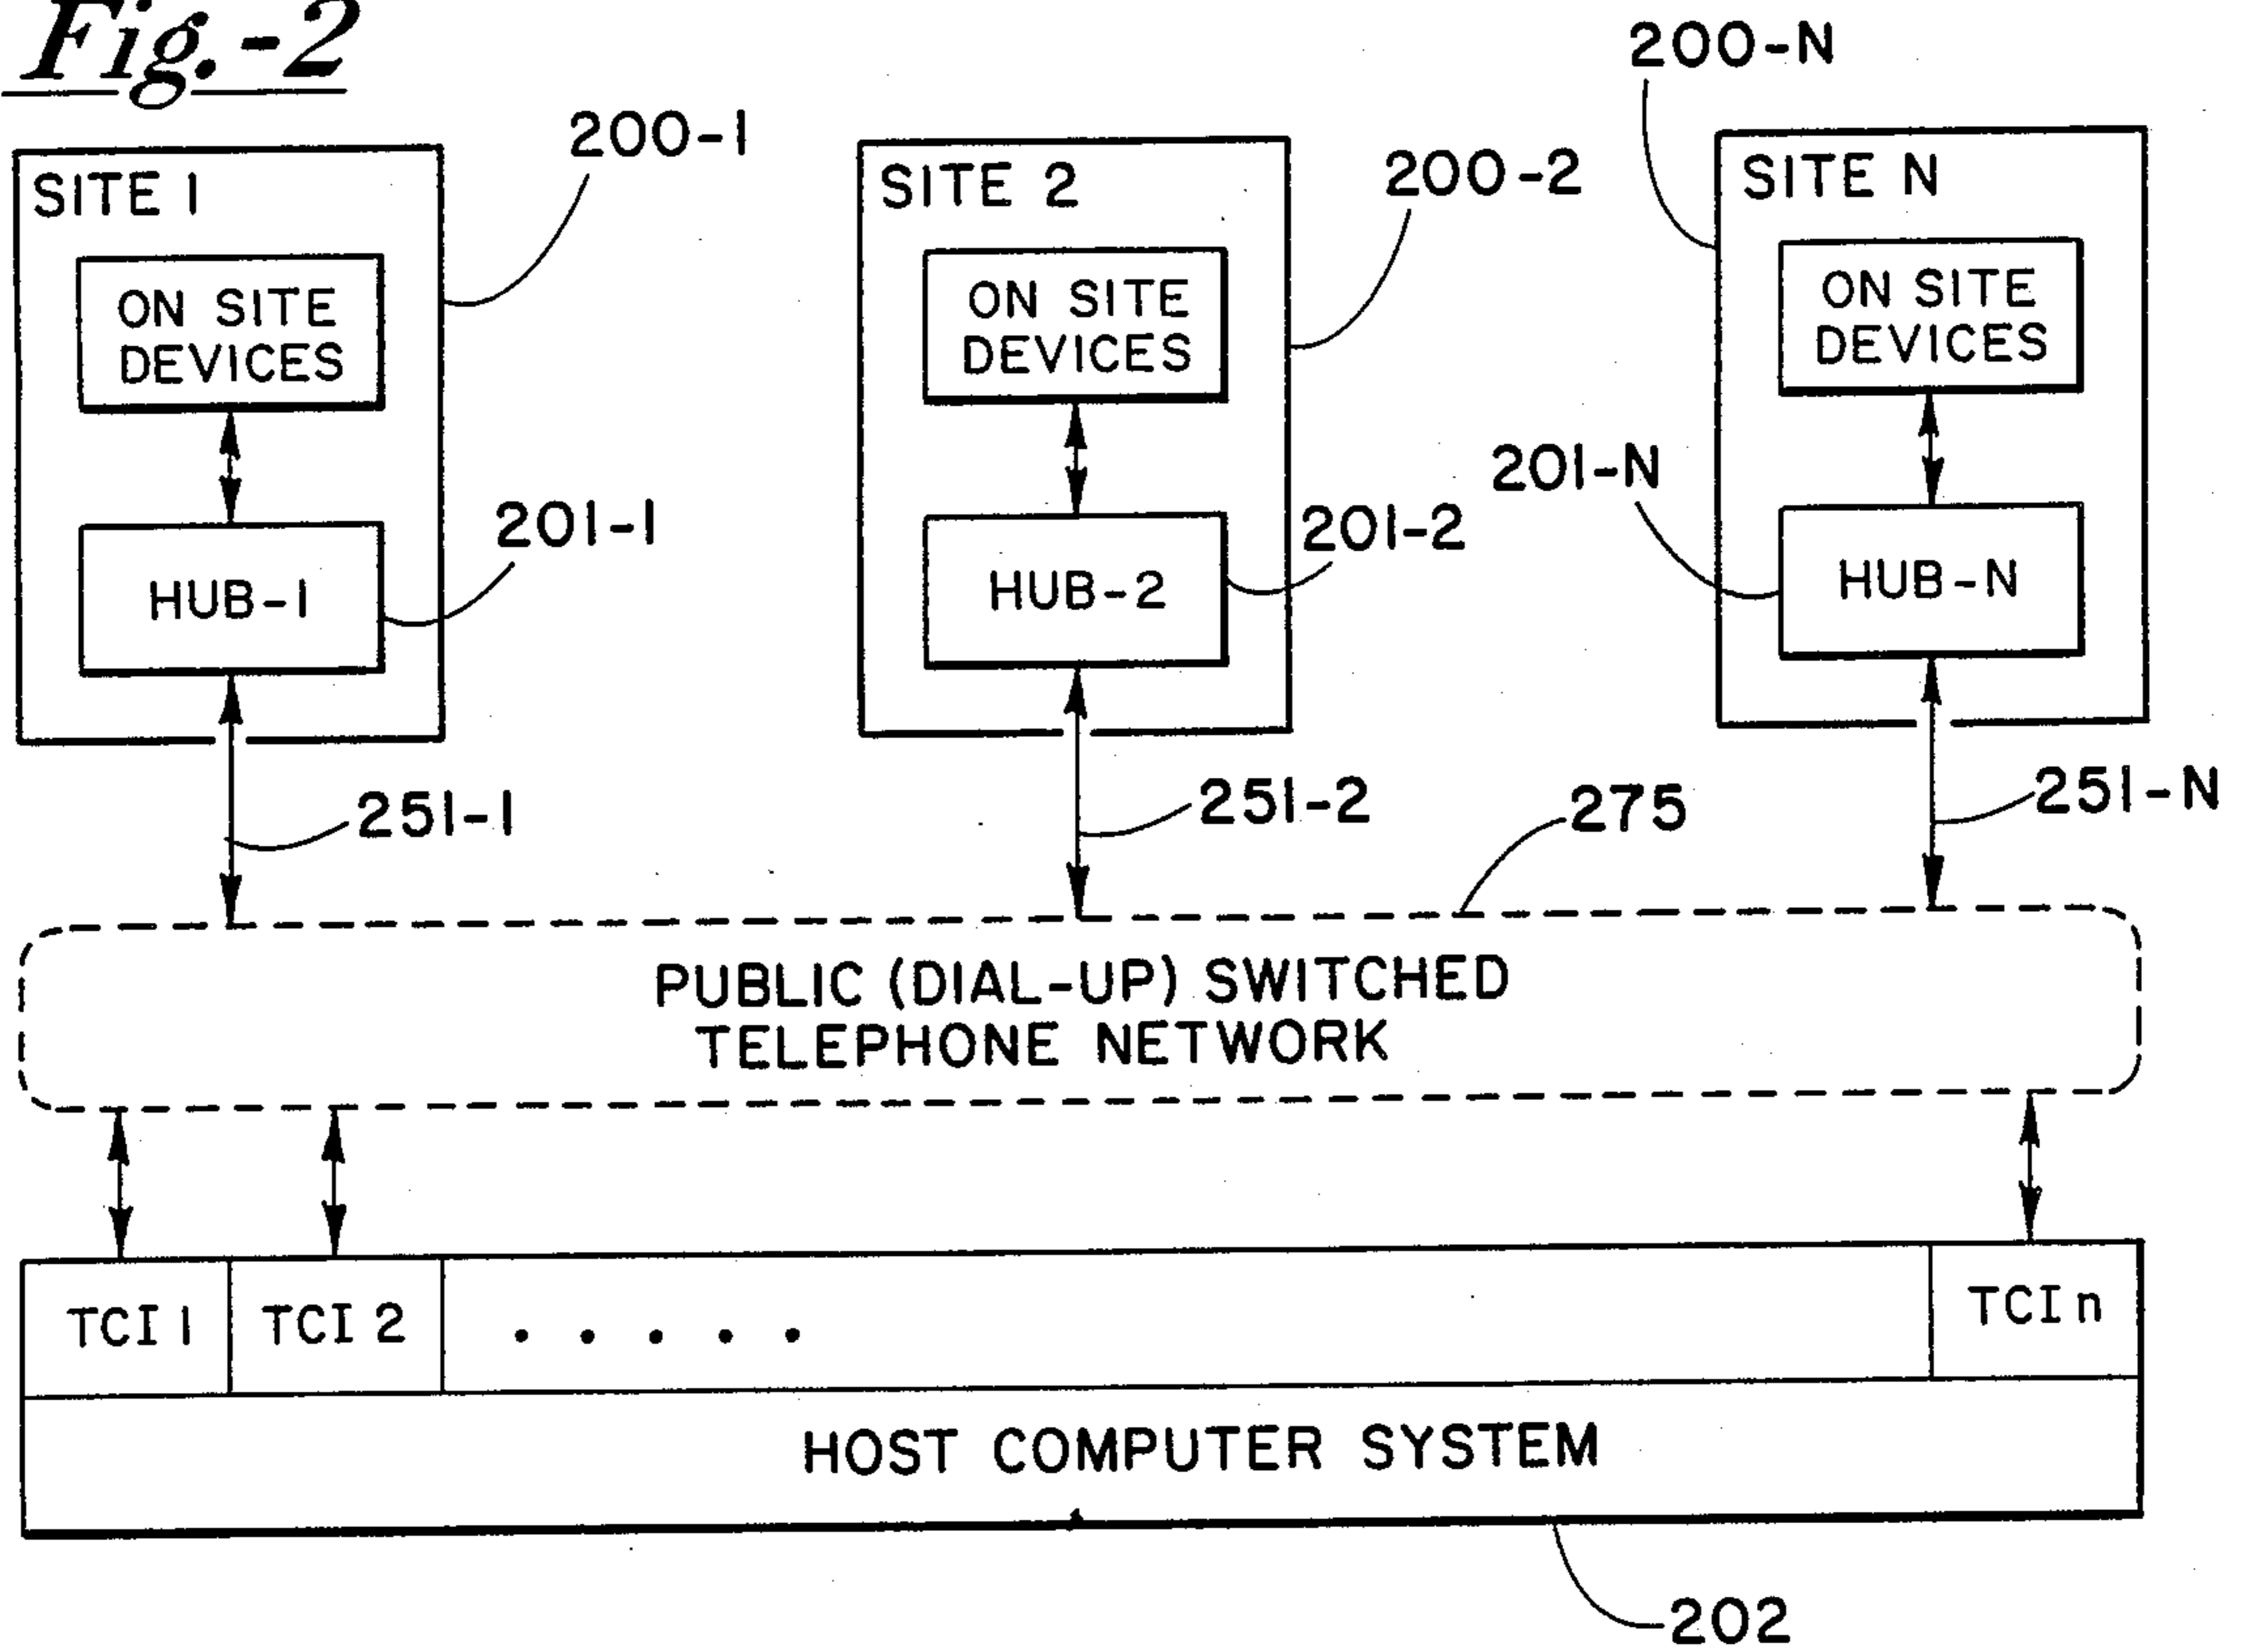 Fig.-2
200-N
200-1
SITE 1
ON SITE
DEVICES
201-1
HUB-1
251-1
SITE 2
200-2
ON SITE
DEVICES
201-2
HUB-2
251-2
SITE N
ON SITE
DEVICES
201-N
HUB-N
251-N
275
PUBLIC (DIAL-UP) SWITCHED
TELEPHONE NETWORK
TCI 1 TCI 2 . . . . . TCI n
HOST COMPUTER SYSTEM
202